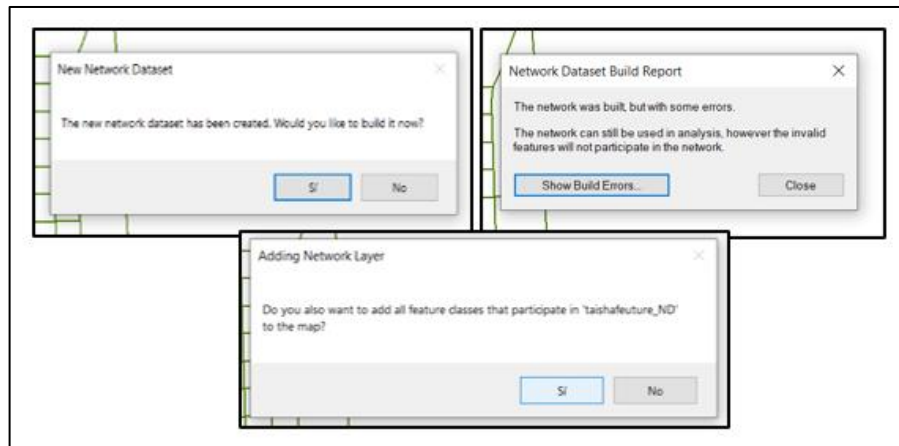 New Network Dataset
The new network dataset has been created. Would you like to build it now?
Sí
No
Network Dataset Build Report
The network was built, but with some errors.
The network can still be used in analysis, however the invalid
features will not participate in the network.
Show Build Errors...
Close
Adding Network Layer
Do you also want to add all feature classes that participate in 'taishafeuture_ND'
to the map?
Sí
No